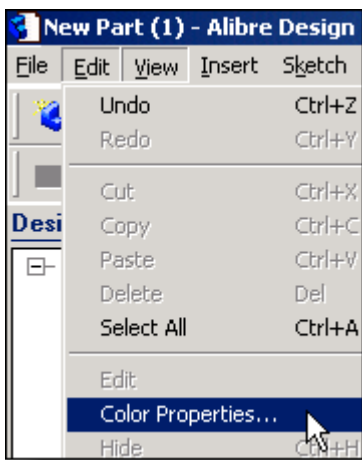 New Part (1) - Alibre Design
File Edit View Insert Sketch
Undo Ctrl+Z
Redo Ctrl+Y
Cut Ctrl+X
Desi
Copy Ctrl+C
Paste Ctrl+V
Delete Del
Select All Ctrl+A
Edit
Color Properties...
Hide Ctrl+H